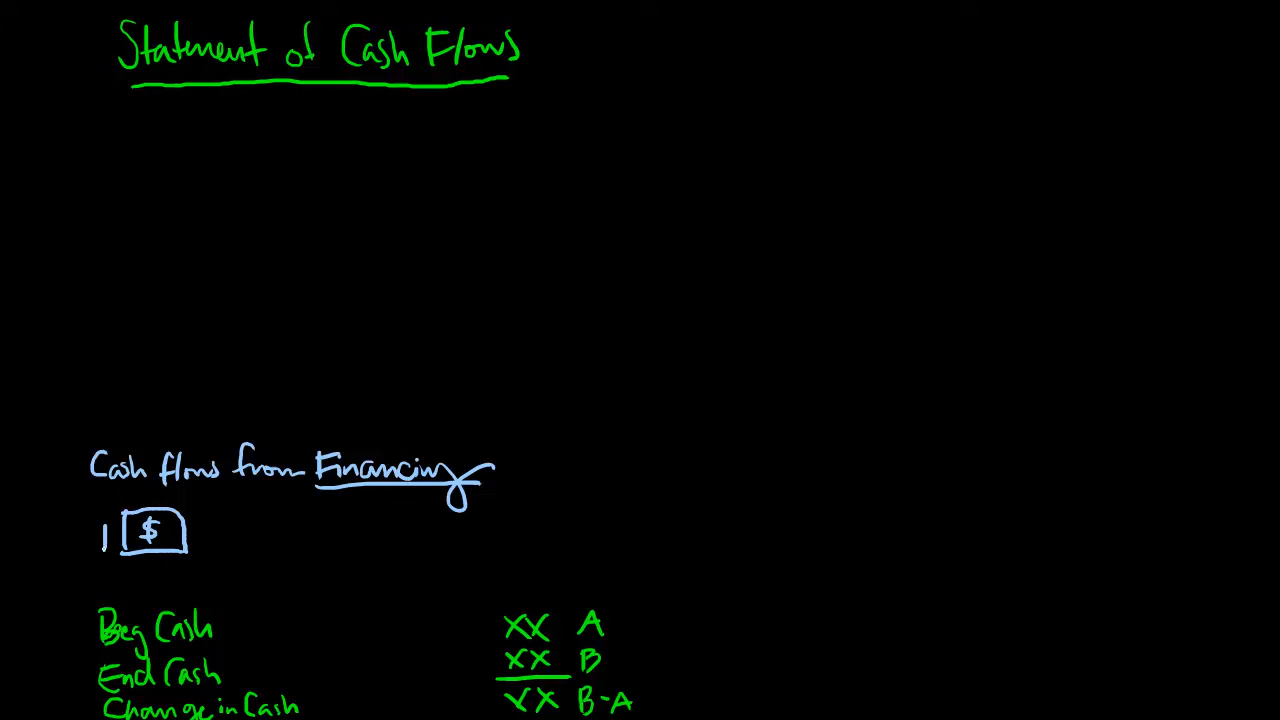 Statement of Cash Flows
Cash flows from Financing
1 $
Beg Cash XX A
End Cash XX B
Change in Cash XX B-A